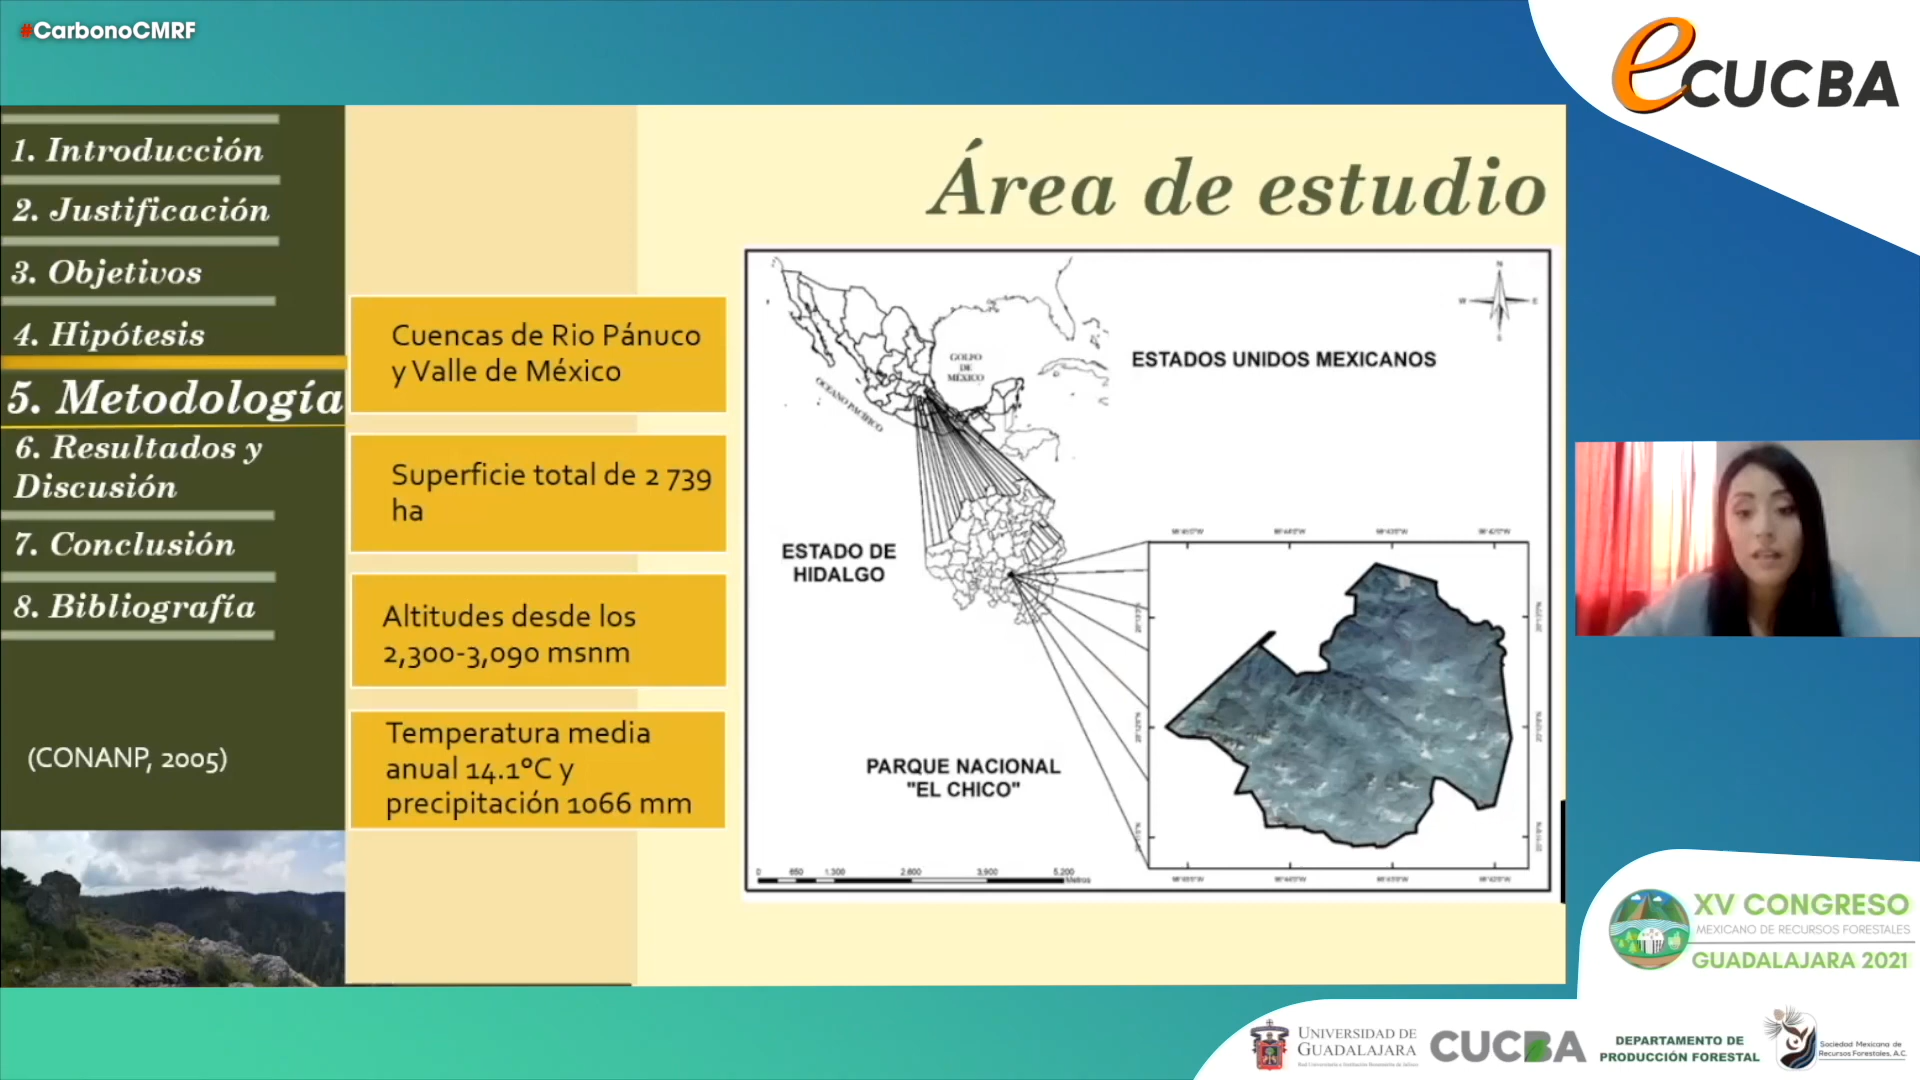 #CarbonoCMRF
eCUCBA
1. Introducción
2. Justificación
3. Objetivos
4. Hipótesis
5. Metodología
6. Resultados y
Discusión
7. Conclusión
8. Bibliografía
(CONANP, 2005)
Cuencas de Rio Pánuco
y Valle de México
Superficie total de 2 739
ha
Altitudes desde los
2,300-3,090 msnm
Temperatura media
anual 14.1°C y
precipitación 1066 mm
Área de estudio
N
W
E
S
GOLFO
DE
MÉXICO
OCEANO PACÍFICO
ESTADOS UNIDOS MEXICANOS
ESTADO DE
HIDALGO
PARQUE NACIONAL
"EL CHICO"
0 650 1,300 2,600 3,900 5,200
Metros
XV CONGRESO
MEXICANO DE RECURSOS FORESTALES
GUADALAJARA 2021
UNIVERSIDAD DE
GUADALAJARA
CUCBA
DEPARTAMENTO DE
PRODUCCIÓN FORESTAL
Sociedad Mexicana de
Recursos Forestales, A.C.